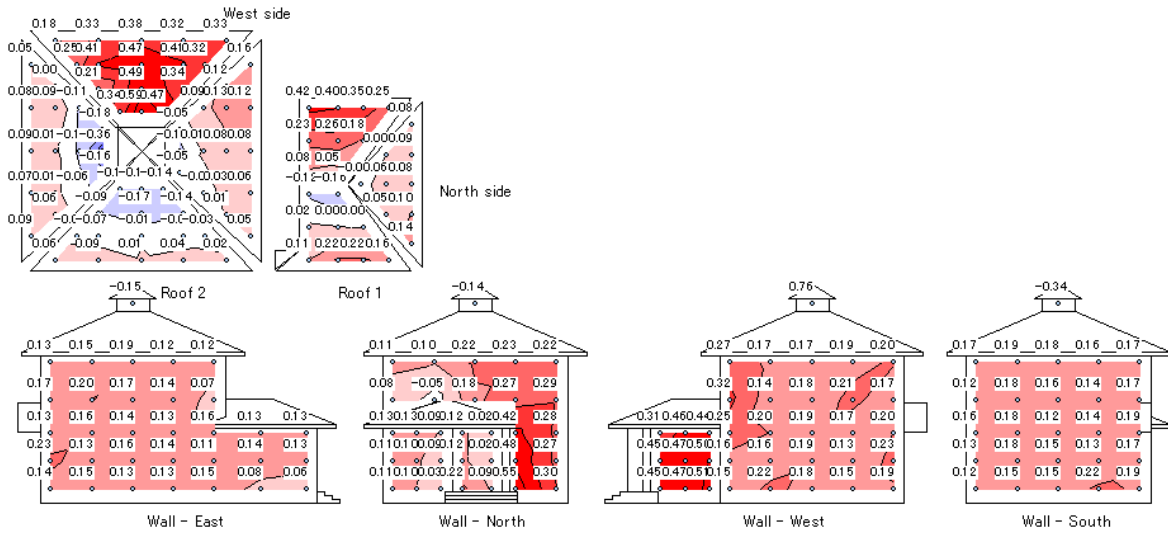 West side
0.18 0.33 0.38 0.32 0.33
0.05 0.25 0.41 0.47 0.41 0.32 0.16
0.00 0.21 0.49 0.34 0.12
0.08 0.09 -0.11 0.59 0.47 0.09 0.13 0.12
-0.18 -0.05
0.09 0.01 -0.36 -0.10 0.01 0.08 0.08
-0.16 -0.05
0.07 0.01 -0.06 -0.14 0.03 0.06
0.06 -0.09 -0.17 -0.14 0.01
0.09 -0.07 -0.01 -0.03 0.05
0.06 -0.09 0.01 0.04 0.02
Roof 2
0.42 0.40 0.35 0.25
0.08
0.23 0.26 0.18
0.00 0.09
0.08 0.05
0.06 0.08
0.05 0.10
0.02 0.00 0.00
0.14
0.11 0.22 0.22 0.16
Roof 1
North side
-0.15
0.13 0.15 0.19 0.12 0.12
0.17 0.20 0.17 0.14 0.07
0.13 0.16 0.14 0.13 0.16 0.13 0.13
0.23 0.13 0.16 0.14 0.11 0.14 0.13
0.14 0.15 0.13 0.13 0.15 0.08 0.06
Wall - East
-0.14
0.11 0.10 0.22 0.22 0.22
0.08 -0.05 0.18 0.27 0.29
0.13 0.13 0.09 0.12 0.02 0.42 0.28
0.11 0.10 0.09 0.12 0.02 0.48 0.27
0.11 0.10 0.03 0.22 0.09 0.55 0.30
Wall - North
0.76
0.27 0.17 0.17 0.19 0.20
0.32 0.14 0.18 0.21 0.17
0.31 0.46 0.44 0.25 0.20 0.19 0.17 0.20
0.45 0.47 0.50 0.16 0.16 0.15 0.13 0.23
0.45 0.47 0.51 0.15 0.22 0.18 0.15 0.19
Wall - West
-0.34
0.17 0.19 0.18 0.16 0.17
0.12 0.18 0.16 0.14 0.17
0.17 0.18 0.12 0.14 0.19
0.17 0.18 0.15 0.13 0.17
0.12 0.15 0.15 0.22 0.19
Wall - South